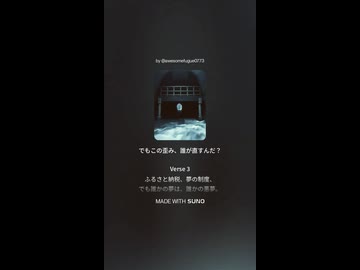 by @awesomefugue0773
でもこの歪み、誰が直すんだ？
Verse 3
ふるさと納税、夢の制度、
でも誰かの夢は、誰かの悪夢。
MADE WITH SUNO